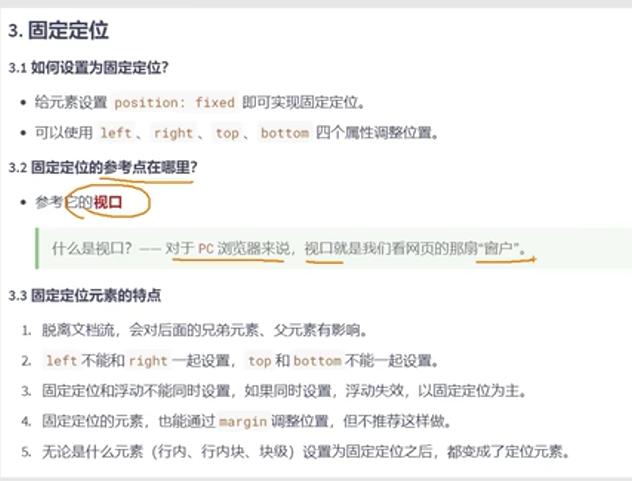 3. 固定定位
3.1 如何设置为固定定位?
• 给元素设置 position: fixed 即可实现固定定位。
• 可以使用 left 、 right 、 top 、 bottom 四个属性调整位置。
3.2 固定定位的参考点在哪里?
• 参考它的视口
什么是视口? —— 对于 PC 浏览器来说，视口就是我们看网页的那扇“窗户”。
3.3 固定定位元素的特点
1. 脱离文档流，会对后面的兄弟元素、父元素有影响。
2. left 不能和 right 一起设置，top 和 bottom 不能一起设置。
3. 固定定位和浮动不能同时设置，如果同时设置，浮动失效，以固定定位为主。
4. 固定定位的元素，也能通过 margin 调整位置，但不推荐这样做。
5. 无论是什么元素（行内、行内块、块级）设置为固定定位之后，都变成了定位元素。